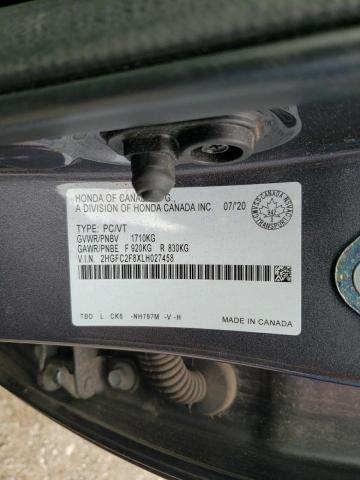 HONDA OF CANADA MFG.,
A DIVISION OF HONDA CANADA INC. 07/'20
TYPE: PC/VT
GVWR/PNBV 1710KG
GAWR/PNBE F 920KG R 830KG
V.I.N. 2HGFC2F8XLH027458
TBD L CK6 -NH797M -V -H
MADE IN CANADA